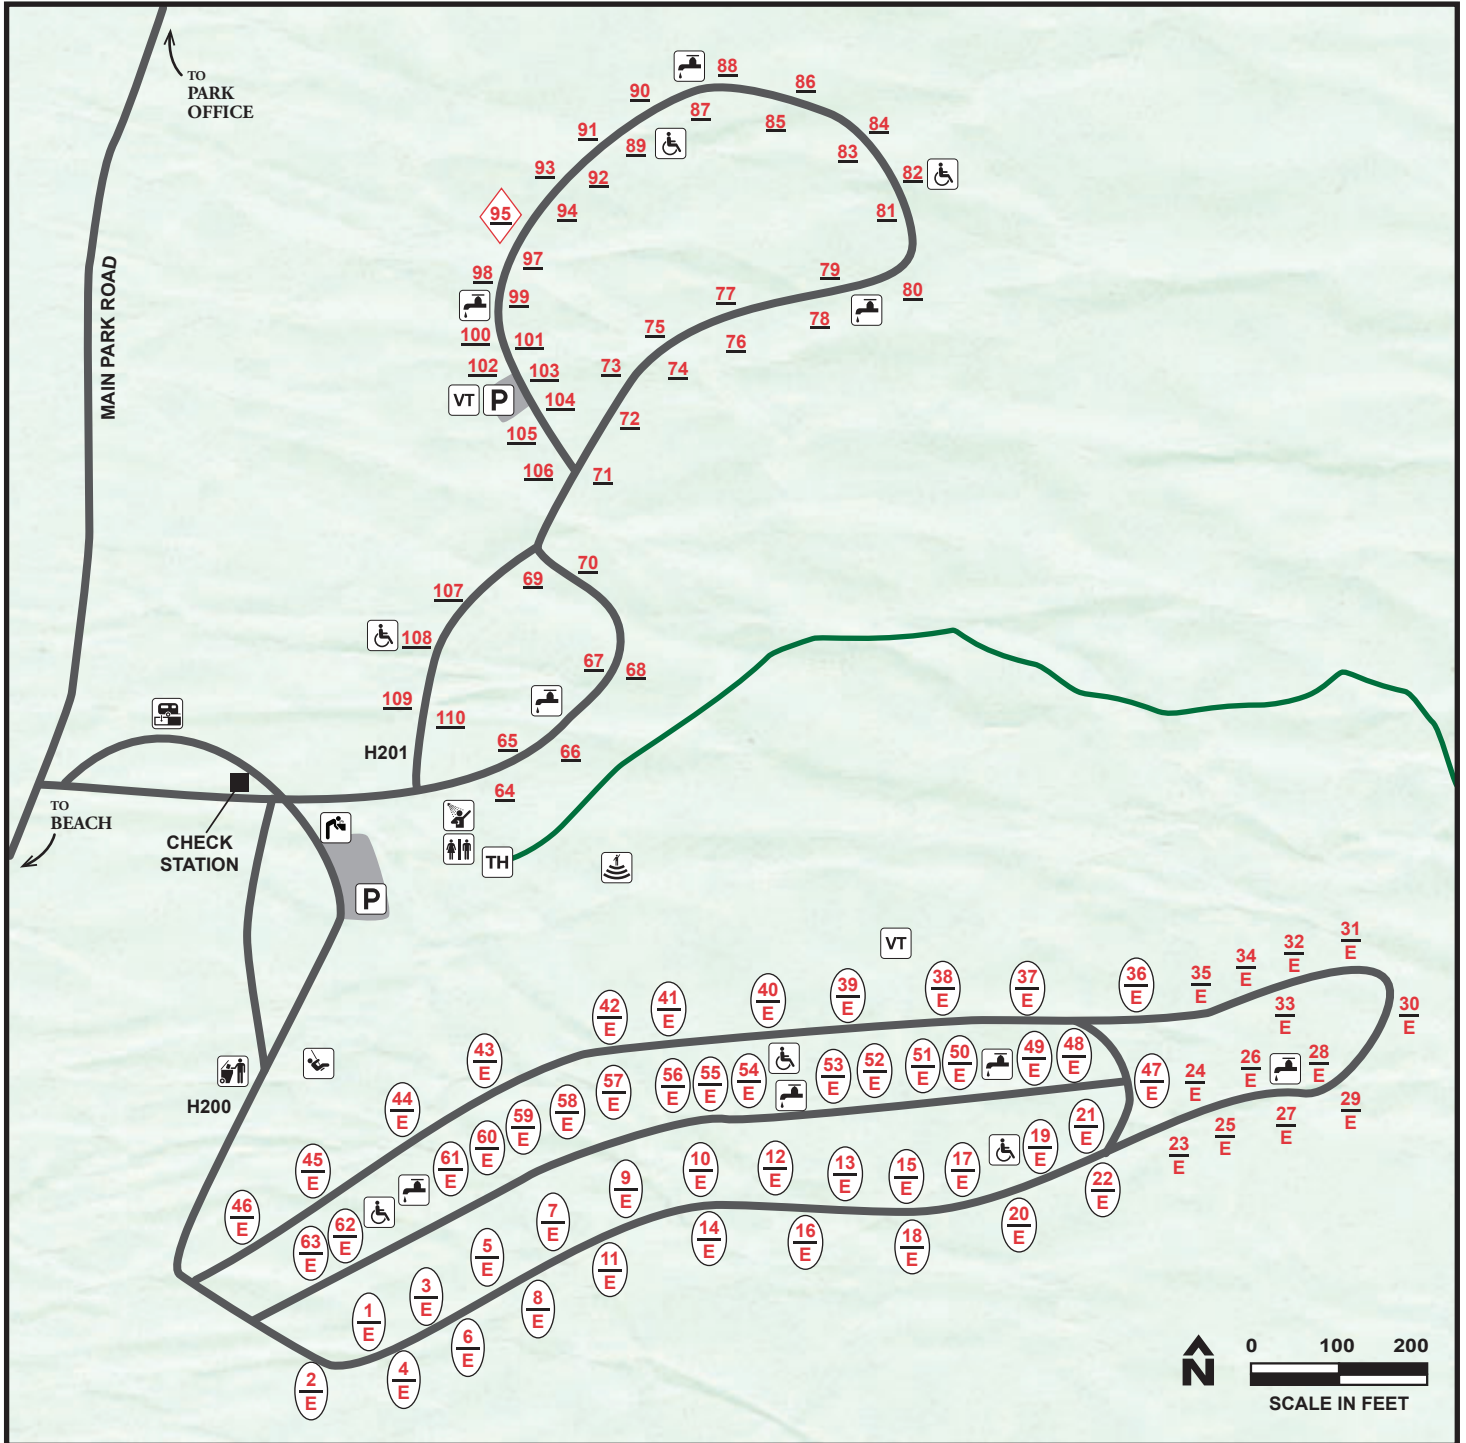 TO
PARK
OFFICE
MAIN PARK ROAD
88
86
90
87
85
84
91
89
83
93
92
82
95
94
81
97
98
79
80
99
77
78
75
100
101
76
102
103
73
74
VT
P
104
72
105
106
71
70
69
107
108
67
68
109
110
H201
65
66
64
TO
BEACH
CHECK
STATION
TH
P
VT
31
E
32
E
34
E
35
E
36
E
37
E
38
E
39
E
40
E
41
E
42
E
30
E
33
E
43
E
28
E
26
E
48
E
49
E
50
E
51
E
52
E
53
E
54
E
55
E
56
E
57
E
47
E
24
E
29
E
27
E
25
E
23
E
H200
44
E
58
E
59
E
60
E
61
E
45
E
21
E
19
E
17
E
15
E
13
E
12
E
10
E
9
E
22
E
20
E
18
E
16
E
14
E
46
E
62
E
63
E
7
E
5
E
11
E
3
E
8
E
1
E
6
E
4
E
2
E
N
0 100 200
SCALE IN FEET